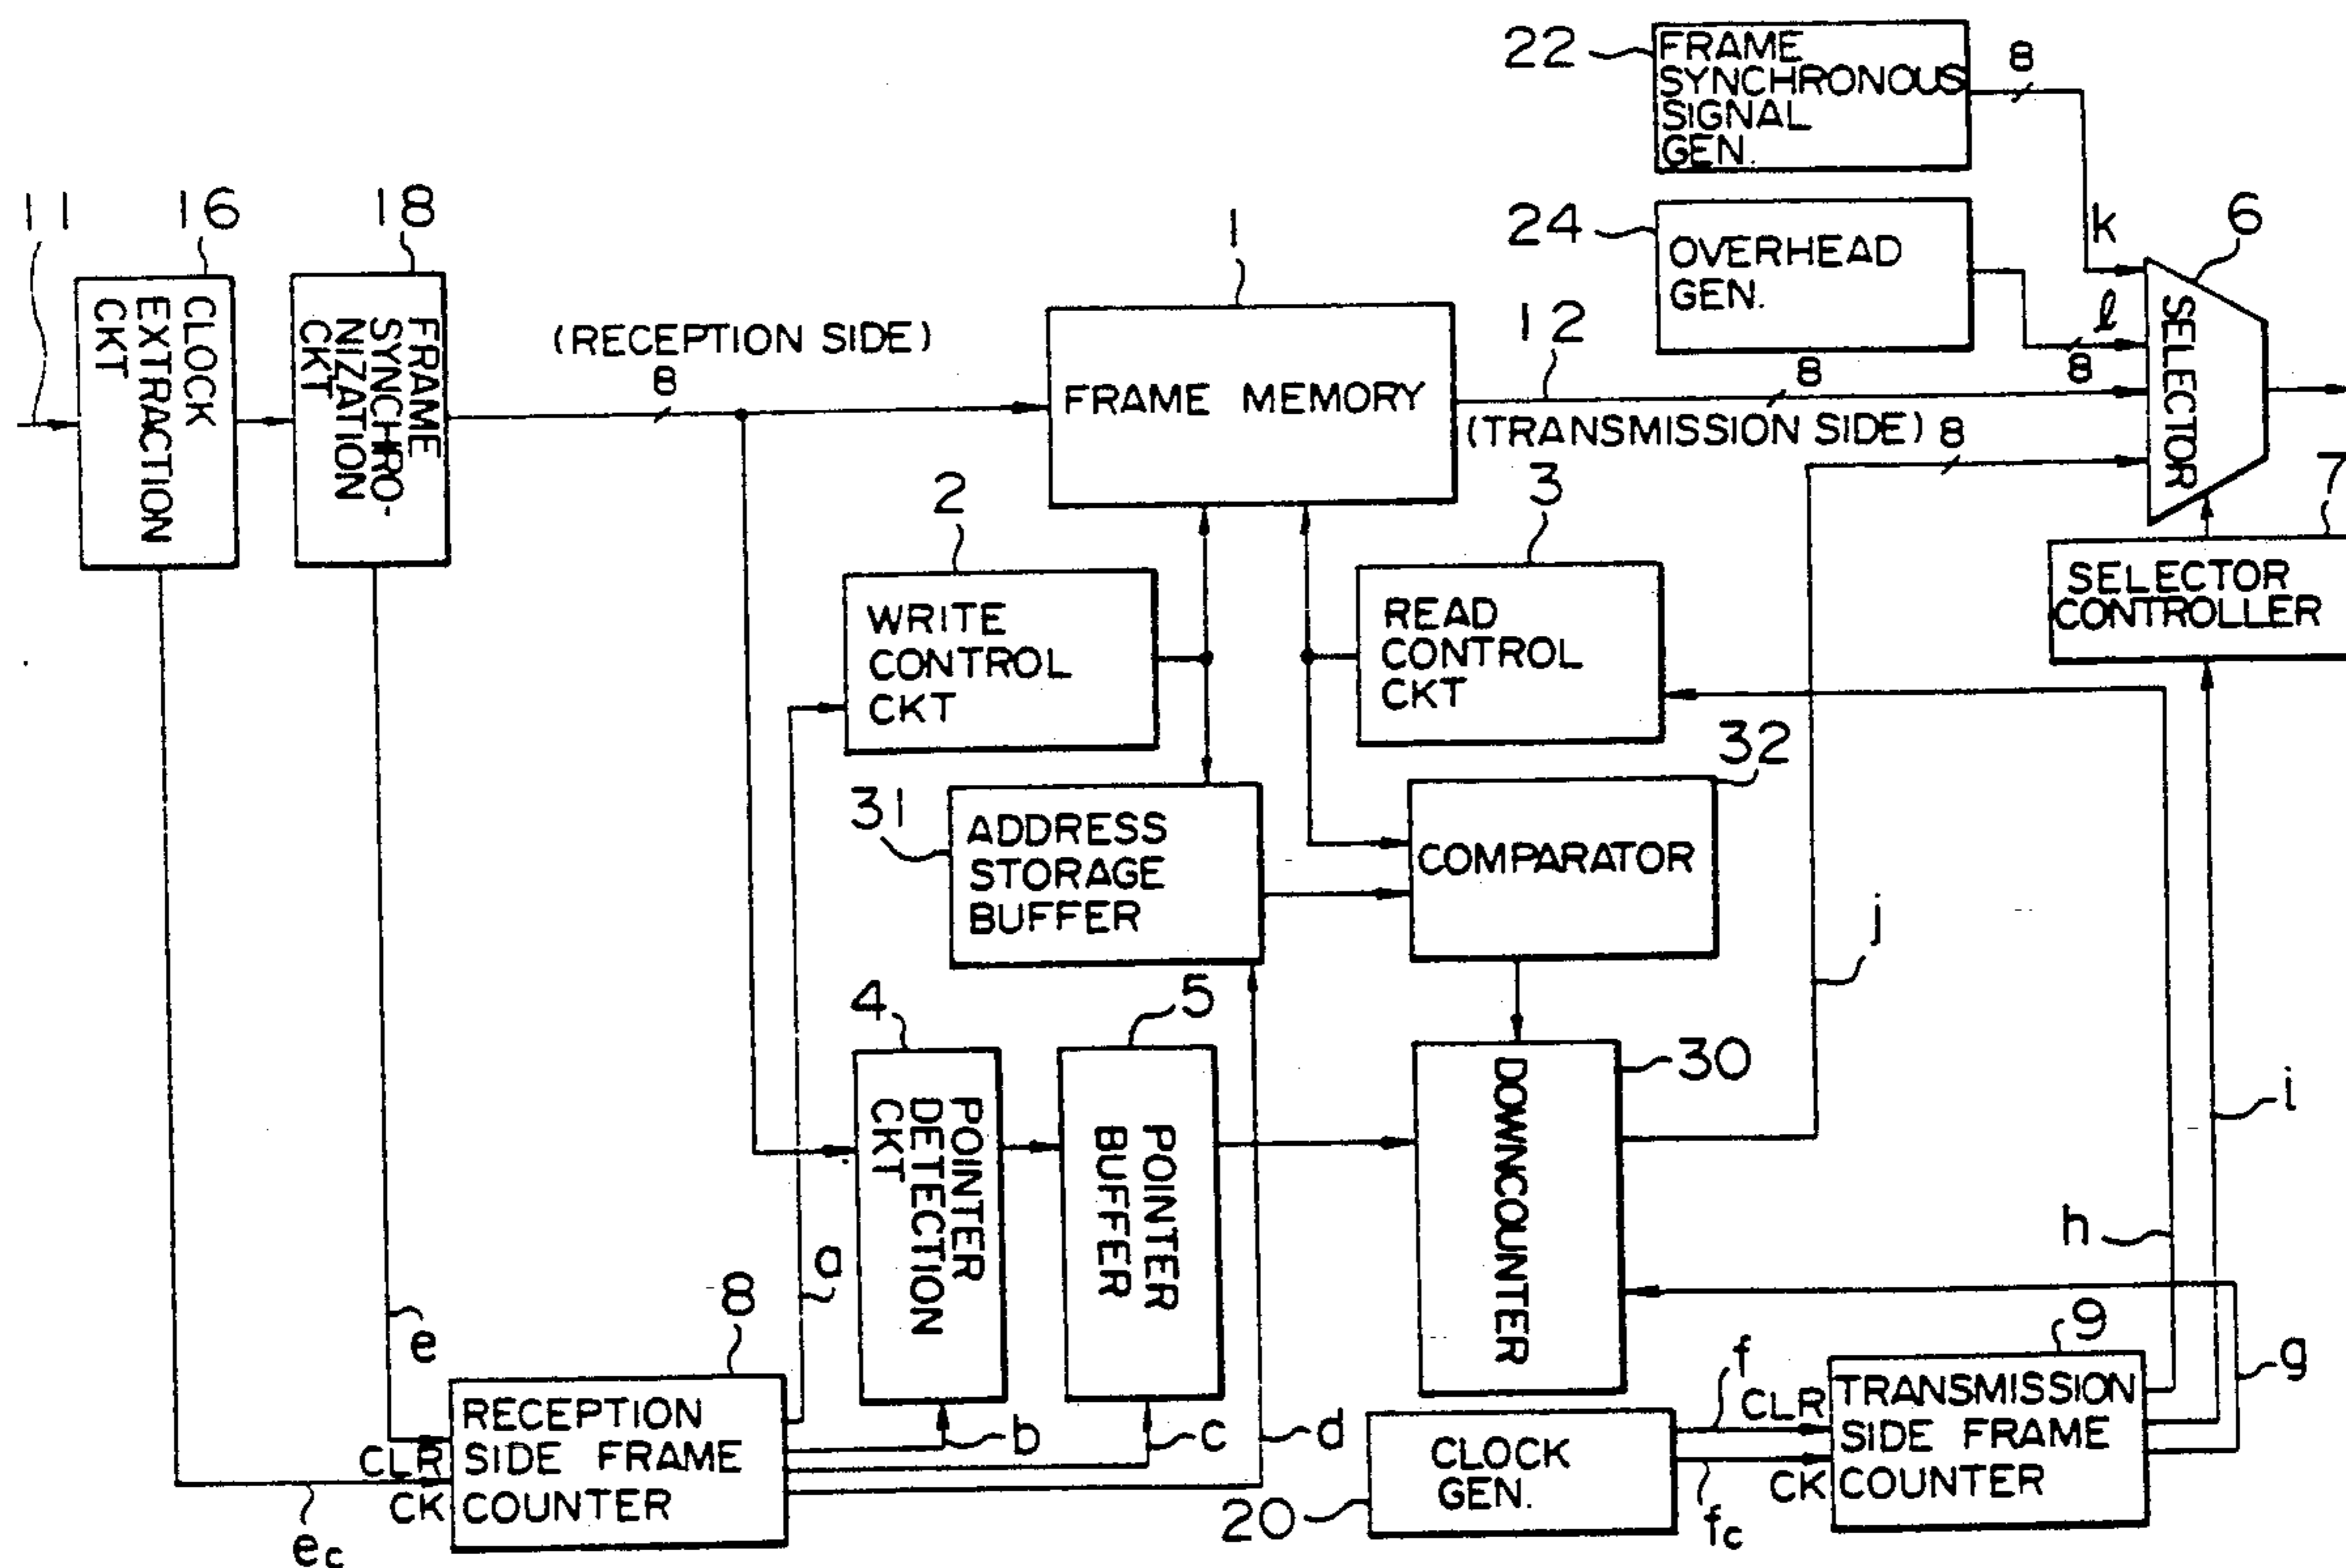 22
FRAME
SYNCHRONOUS
SIGNAL
GEN.
8
k
24
OVERHEAD
GEN.
ℓ
8
6
SELECTOR
11
16
CLOCK
EXTRACTION
CKT
18
FRAME
SYNCHRO-
NIZATION
CKT
(RECEPTION SIDE)
8
1
FRAME MEMORY
12
8
(TRANSMISSION SIDE)
8
7
SELECTOR
CONTROLLER
2
WRITE
CONTROL
CKT
3
READ
CONTROL
CKT
31
ADDRESS
STORAGE
BUFFER
32
COMPARATOR
j
4
POINTER
DETECTION
CKT
5
POINTER
BUFFER
30
DOWNCOUNTER
h
i
g
e
a
8
RECEPTION
SIDE FRAME
COUNTER
CLR
CK
ec
b
c
d
20
CLOCK
GEN.
f
CLR
CK
fc
9
TRANSMISSION
SIDE FRAME
COUNTER